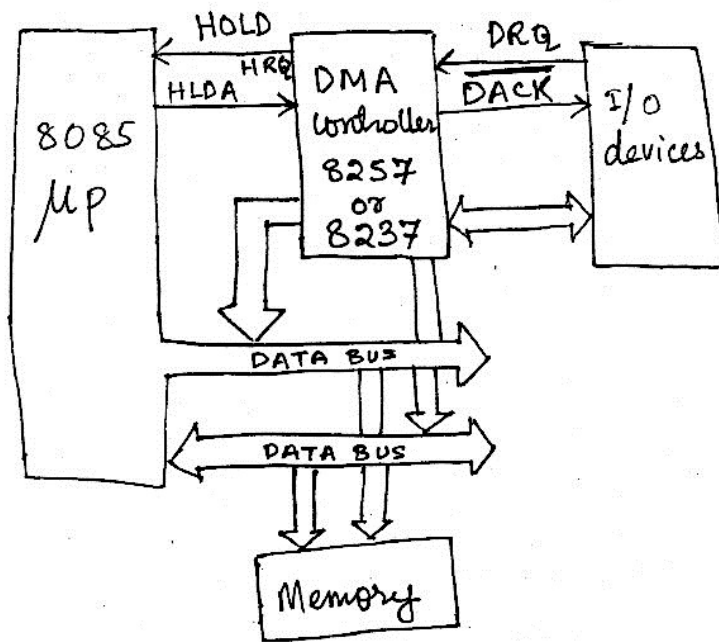 HOLD
HRQ
HLDA
8085
μp
DMA
controller
8257
or
8237
DRQ
DACK
I/O
devices
DATA BUS
DATA BUS
Memory